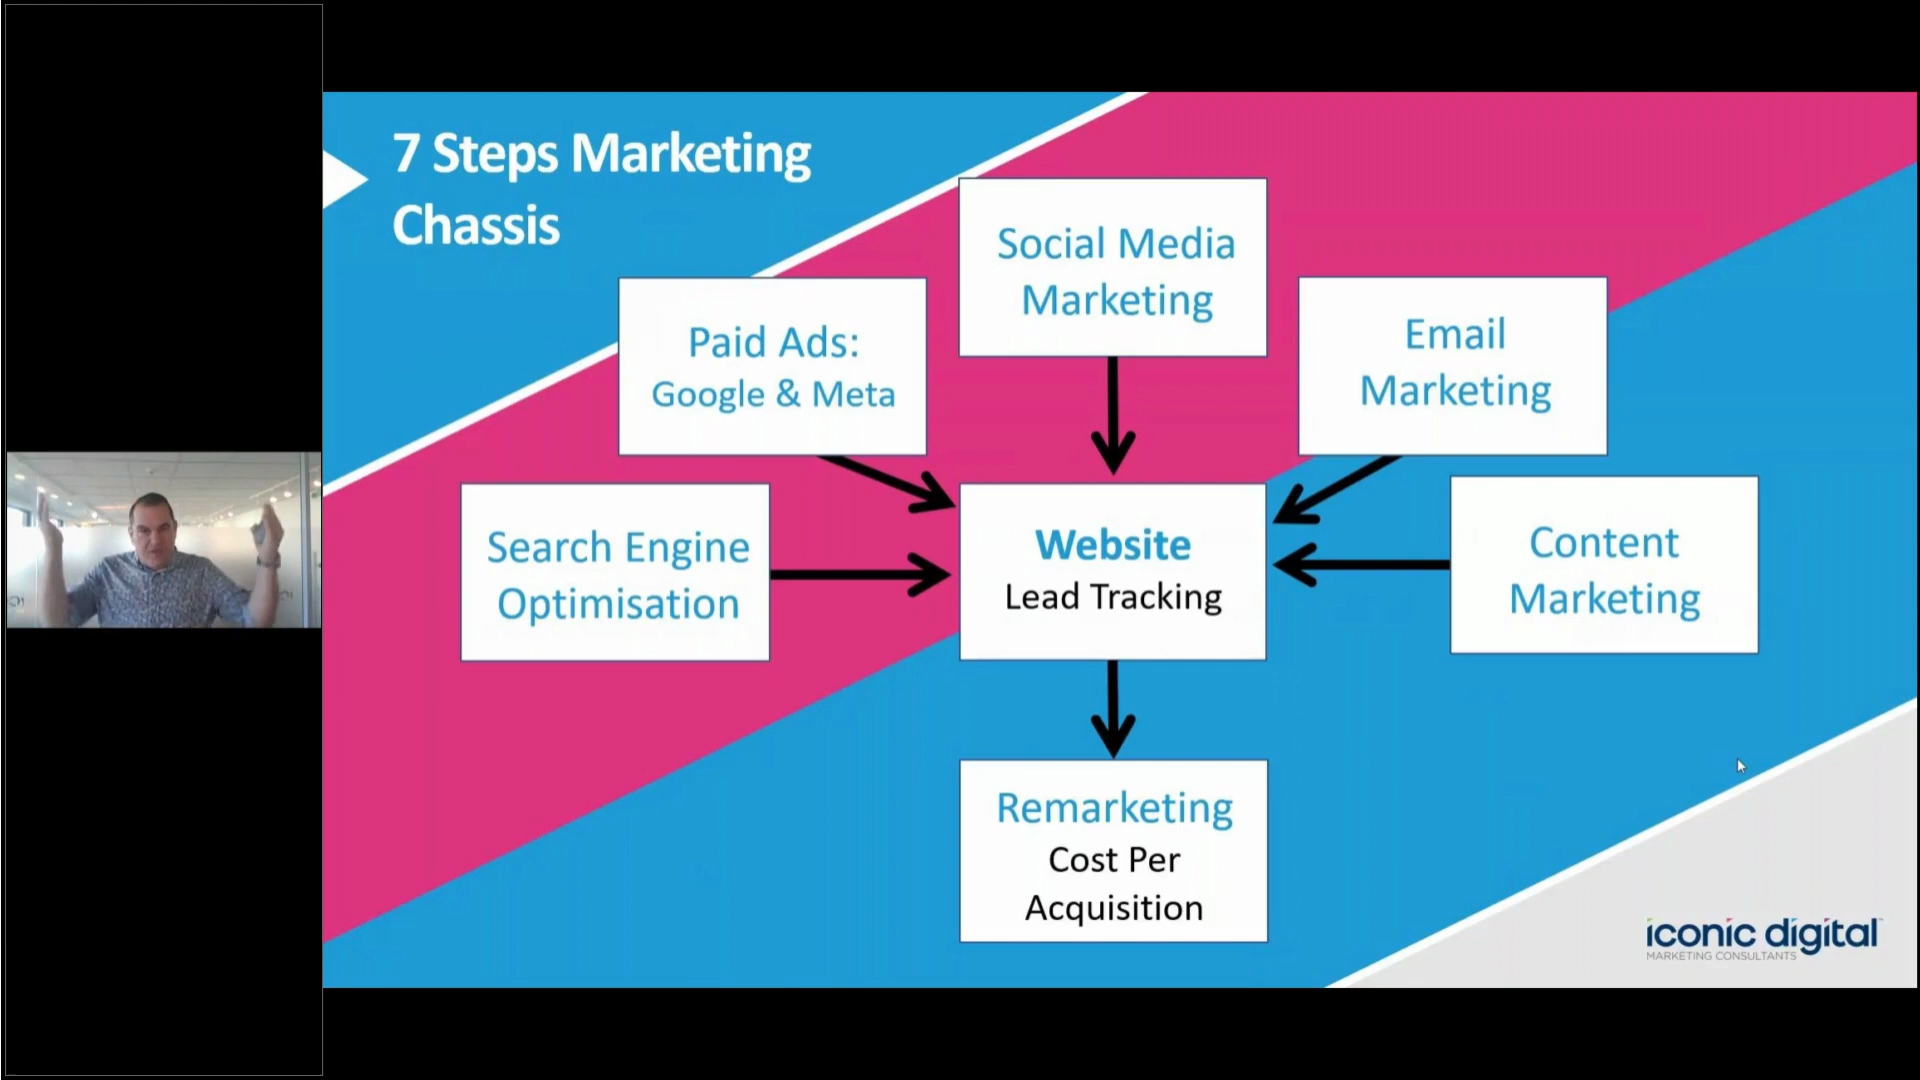 7 Steps Marketing
Chassis
Social Media
Marketing
Paid Ads:
Google & Meta
Email
Marketing
Search Engine
Optimisation
Website
Lead Tracking
Content
Marketing
Remarketing
Cost Per
Acquisition
iconic digital
MARKETING CONSULTANTS